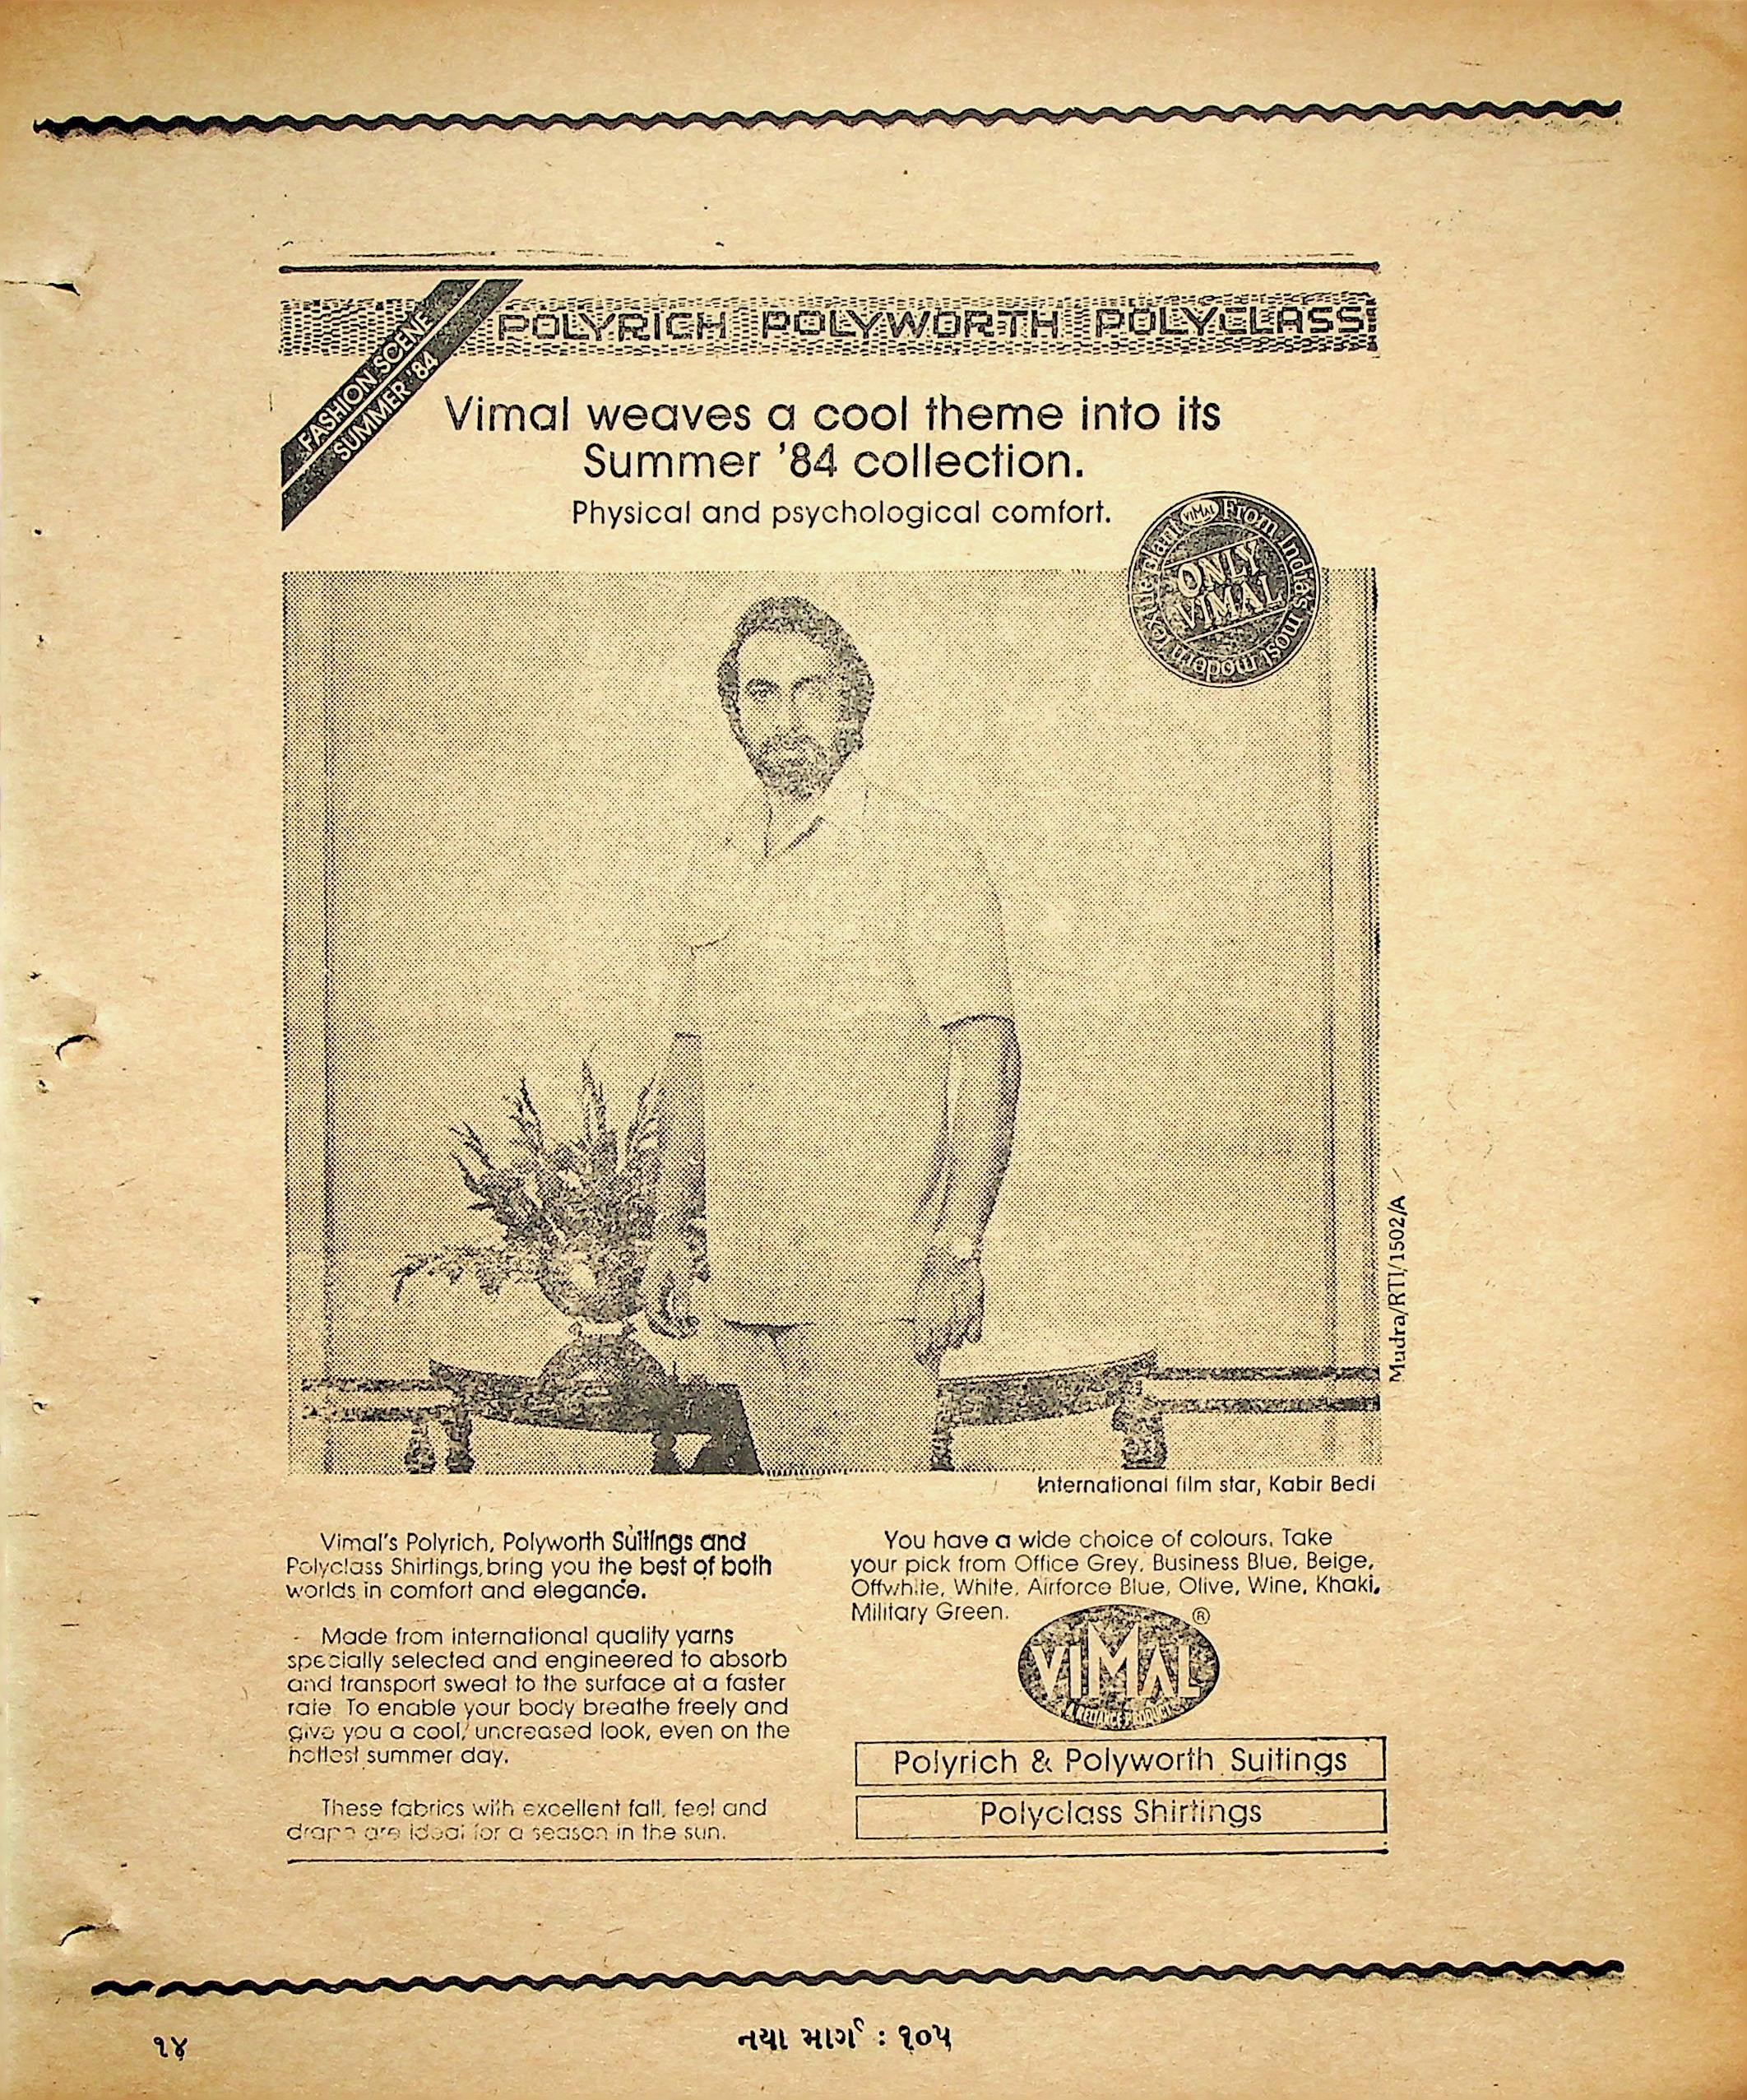 POLYRICH POLYWORTH POLYCLASS
FASHION SCENE
SUMMER '84
Vimal weaves a cool theme into its
Summer '84 collection.
Physical and psychological comfort.
VIMAL From India's most modern textile plant
ONLY
VIMAL
Mudra/RTI/1502/A
International film star, Kabir Bedi
Vimal's Polyrich, Polyworth Suitings and
Polyclass Shirtings, bring you the best of both
worlds in comfort and elegance.
Made from international quality yarns
specially selected and engineered to absorb
and transport sweat to the surface at a faster
rate. To enable your body breathe freely and
give you a cool, uncreased look, even on the
hottest summer day.
These fabrics with excellent fall, feel and
drape are ideal for a season in the sun.
You have a wide choice of colours. Take
your pick from Office Grey, Business Blue, Beige,
Offwhite, White, Airforce Blue, Olive, Wine, Khaki,
Military Green.
VIMAL ®
A RELIANCE PRODUCT
Polyrich & Polyworth Suitings
Polyclass Shirtings
૧૪
નયા માર્ગ : ૧૦૫